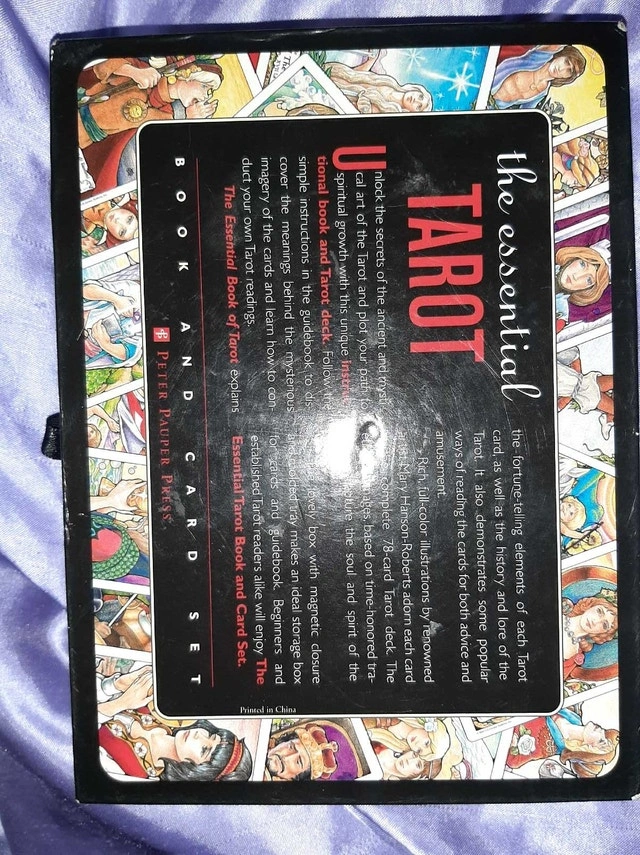 the essential
TAROT
Unlock the secrets of the ancient and
cal art of the Tarot and plot your path
spiritual growth with this unique
tional book and Tarot deck. Follow the
simple instructions in the guidebook to
cover the meanings behind the mysterious
imagery of the cards and learn how to con-
duct your own Tarot readings.
The Essential Book of Tarot explains
the fortune-telling elements of each Tarot
card, as well as the history and lore of the
Tarot. It also demonstrates some popular
ways of reading the cards for both advice and
amusement.
Rich, full-color illustrations by renowned
Mary Hanson-Roberts adorn each card
complete 78-card Tarot deck. The
based on time-honored tra-
the soul and spirit of the
box with magnetic closure
tray makes an ideal storage box
for cards and guidebook. Beginners and
established Tarot readers alike will enjoy The
Essential Tarot Book and Card Set.
BOOK AND CARD SET
PETER PAUPER PRESS
Printed in China